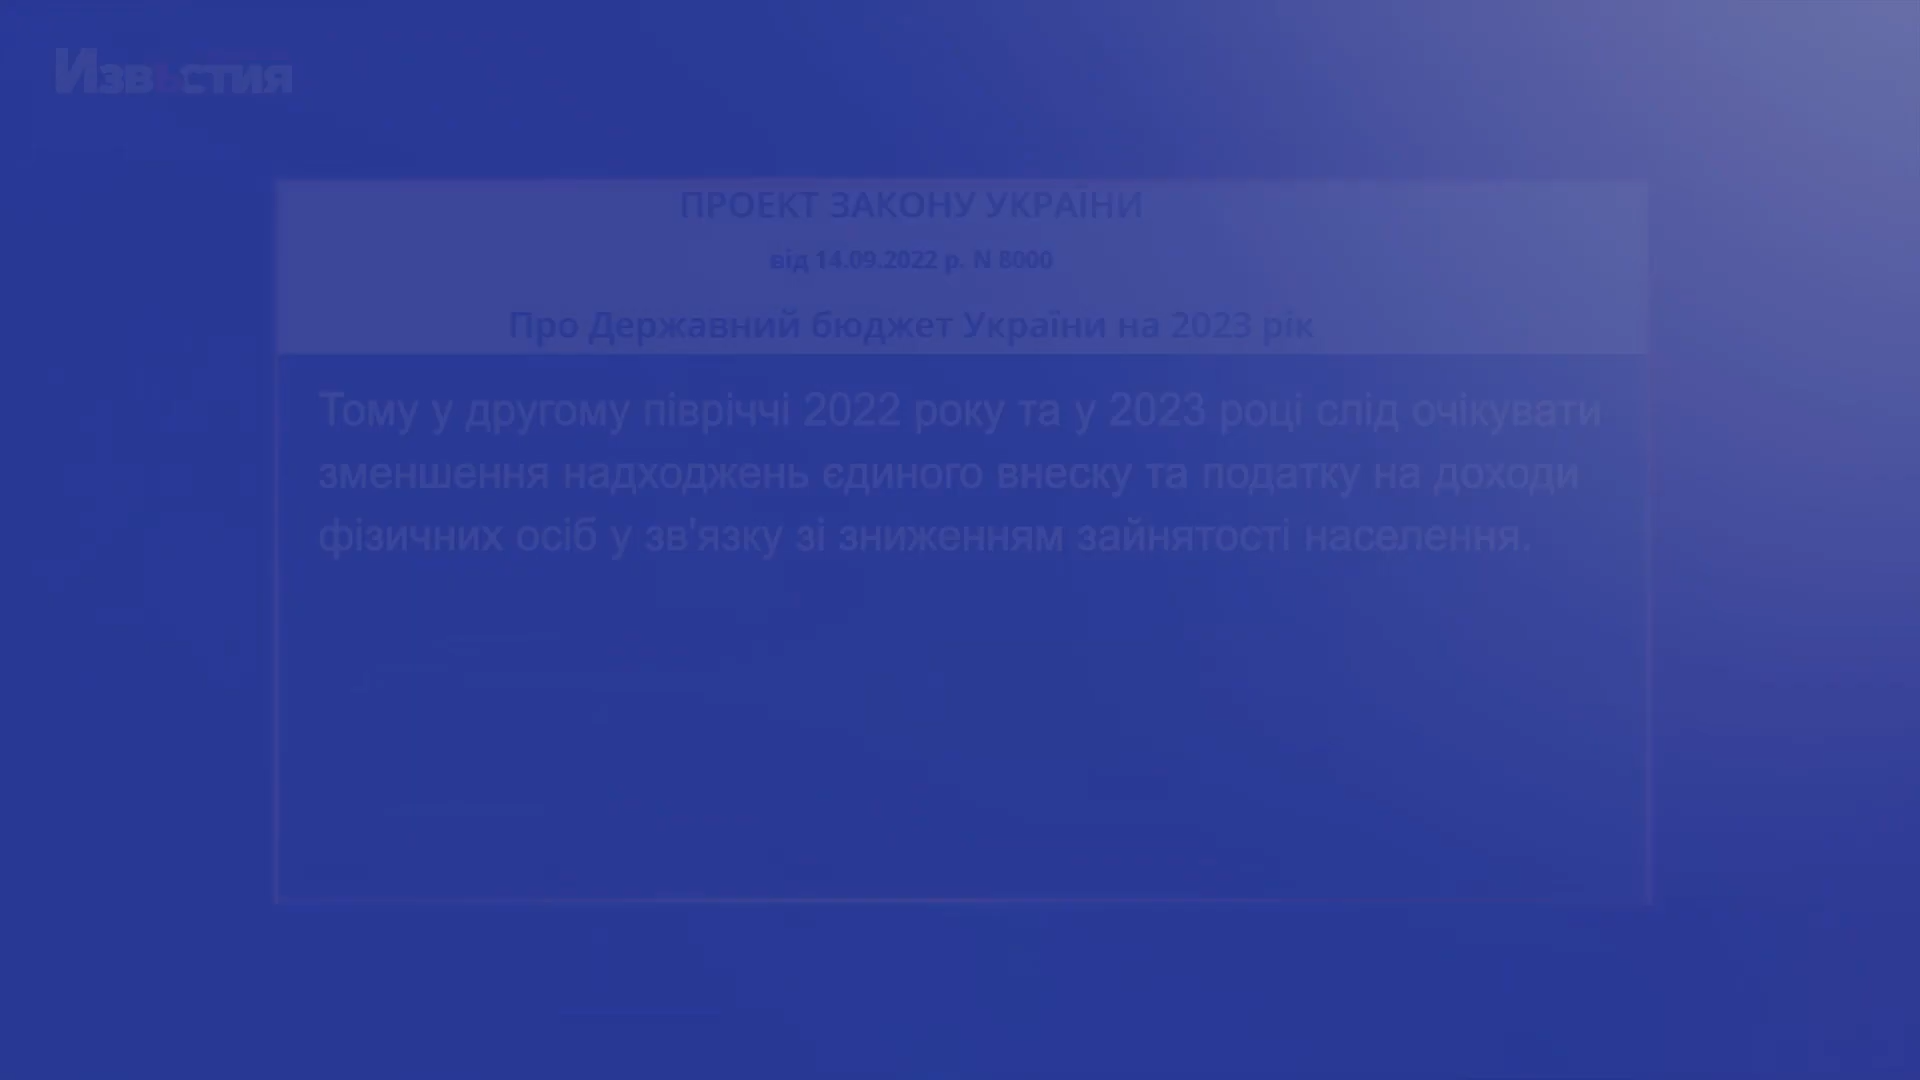 Извѣстия
ПРОЕКТ ЗАКОНУ УКРАЇНИ
від 14.09.2022 р. N 8000
Про Державний бюджет України на 2023 рік
Тому у другому півріччі 2022 року та у 2023 році слід очікувати
зменшення надходжень єдиного внеску та податку на доходи
фізичних осіб у зв'язку зі зниженням зайнятості населення.